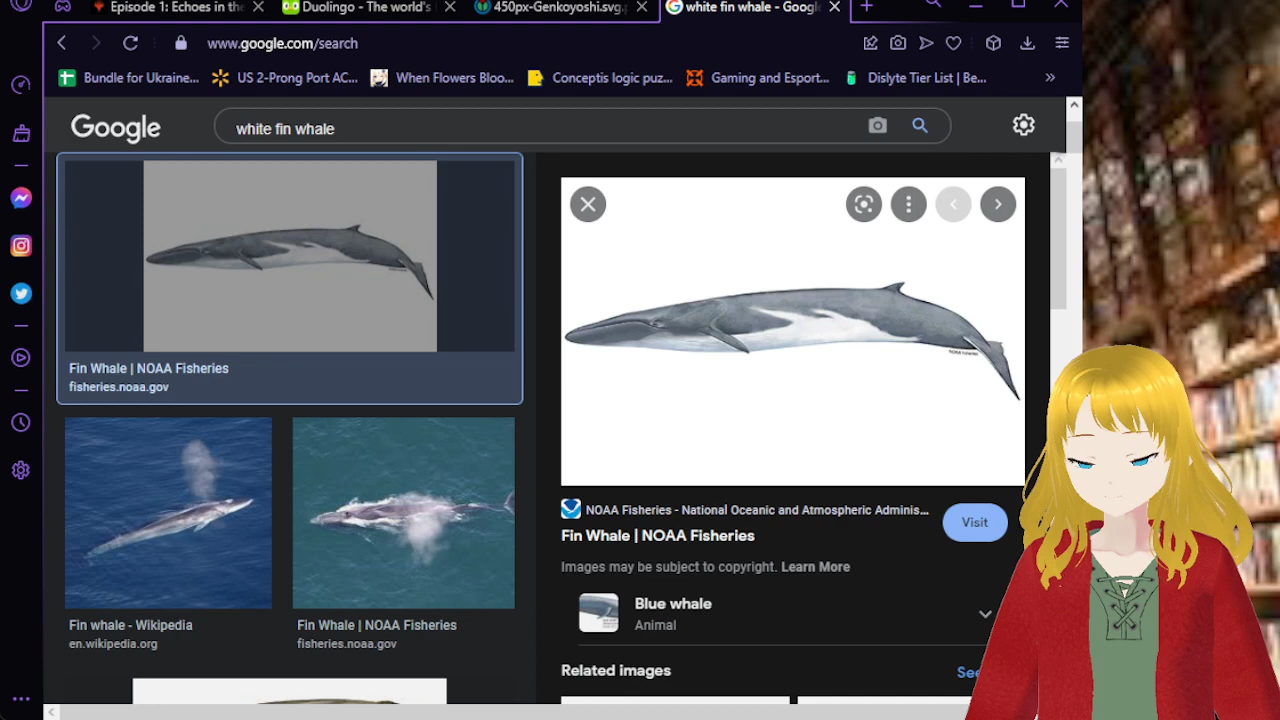 Episode 1: Echoes in the
Duolingo - The world's
450px-Genkoyoshi.svg.p
white fin whale - Google
www.google.com/search
Bundle for Ukraine...
US 2-Prong Port AC...
When Flowers Bloo...
Conceptis logic puz...
Gaming and Esport...
Dislyte Tier List | Be...
»
Google
white fin whale
Fin Whale | NOAA Fisheries
fisheries.noaa.gov
Fin whale - Wikipedia
en.wikipedia.org
Fin Whale | NOAA Fisheries
fisheries.noaa.gov
NOAA Fisheries - National Oceanic and Atmospheric Adminis...
Visit
Fin Whale | NOAA Fisheries
Images may be subject to copyright. Learn More
Blue whale
Animal
Related images
See